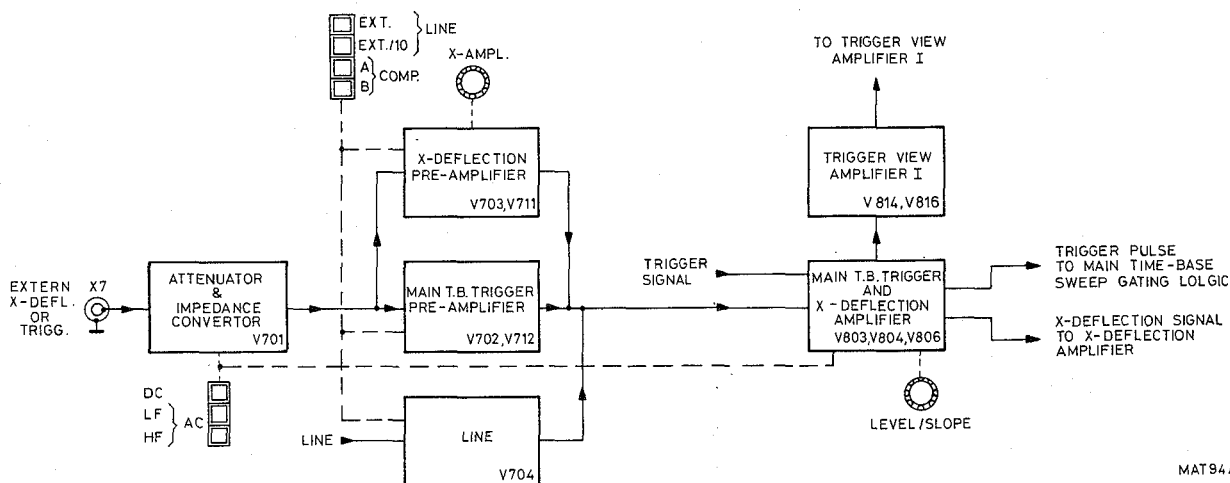 EXT.
EXT./10
LINE
A
B
COMP.
X-AMPL.
TO TRIGGER VIEW
AMPLIFIER I
X-DEFLECTION
PRE-AMPLIFIER
V703,V711
TRIGGER VIEW
AMPLIFIER I
V814,V816
EXTERN
X-DEFL.
OR
TRIGG.
X7
ATTENUATOR
&
IMPEDANCE
CONVERTOR
V701
MAIN T.B. TRIGGER
PRE-AMPLIFIER
V702,V712
TRIGGER
SIGNAL
MAIN T.B. TRIGGER
AND
X-DEFLECTION
AMPLIFIER
V803,V804,V806
TRIGGER PULSE
TO MAIN TIME-BASE
SWEEP GATING LOLGIC
X-DEFLECTION SIGNAL
TO X-DEFLECTION
AMPLIFIER
DC
LF
HF
AC
LINE
LINE
V704
LEVEL/SLOPE
MAT94